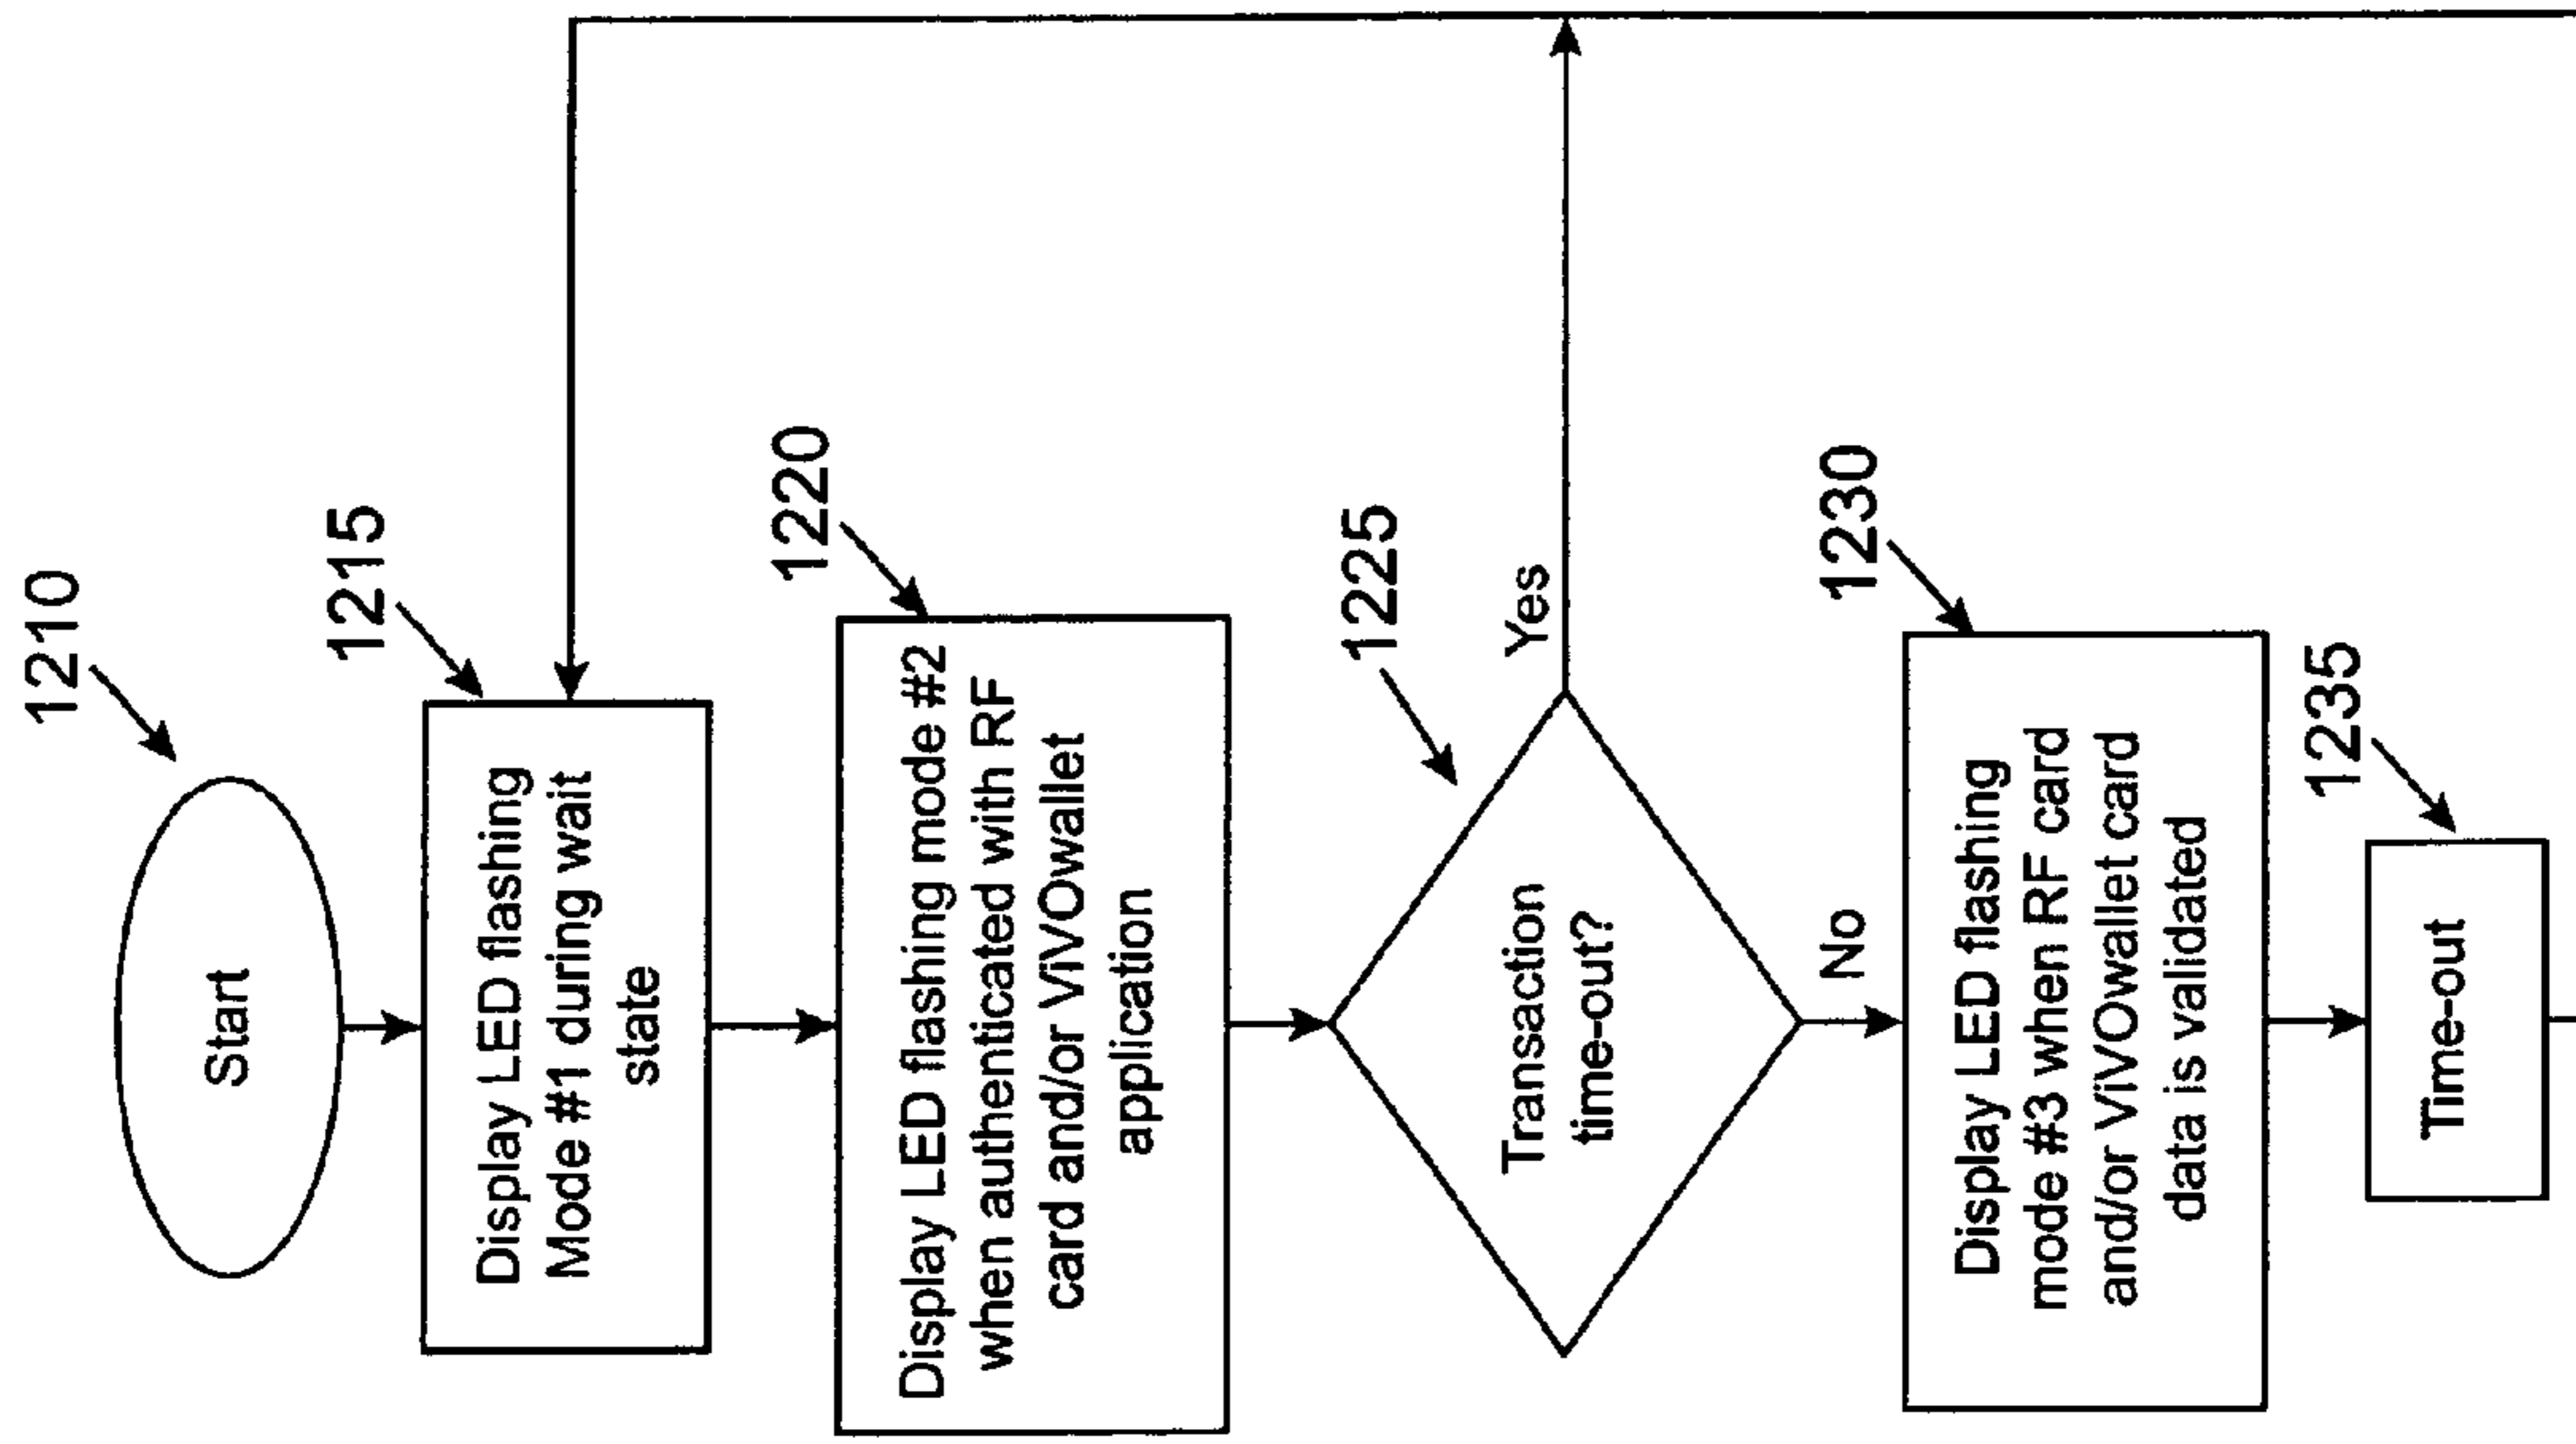 1210
Start
1215
Display LED flashing
Mode #1 during wait
state
1220
Display LED flashing mode #2
when authenticated with RF
card and/or ViVOwallet
application
1225
Transaction
time-out?
Yes
No
1230
Display LED flashing
mode #3 when RF card
and/or ViVOwallet card
data is validated
1235
Time-out